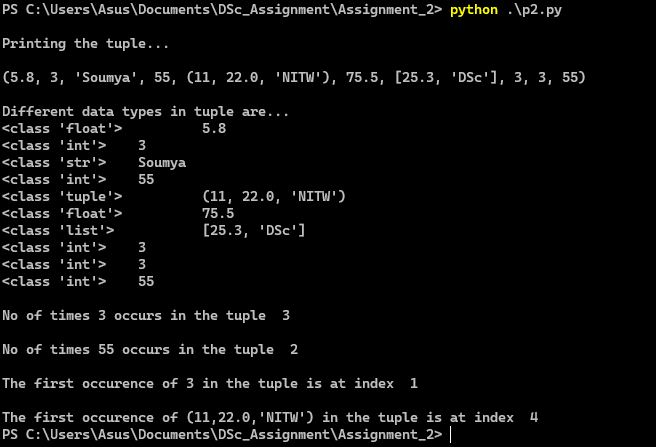 PS C:\Users\Asus\Documents\DSc_Assignment\Assignment_2> python .\p2.py
Printing the tuple...
(5.8, 3, 'Soumya', 55, (11, 22.0, 'NITW'), 75.5, [25.3, 'DSc'], 3, 3, 55)
Different data types in tuple are...
<class 'float'>          5.8
<class 'int'>    3
<class 'str'>    Soumya
<class 'int'>    55
<class 'tuple'>          (11, 22.0, 'NITW')
<class 'float'>          75.5
<class 'list'>           [25.3, 'DSc']
<class 'int'>    3
<class 'int'>    3
<class 'int'>    55
No of times 3 occurs in the tuple  3
No of times 55 occurs in the tuple  2
The first occurence of 3 in the tuple is at index  1
The first occurence of (11,22.0,'NITW') in the tuple is at index  4
PS C:\Users\Asus\Documents\DSc_Assignment\Assignment_2>